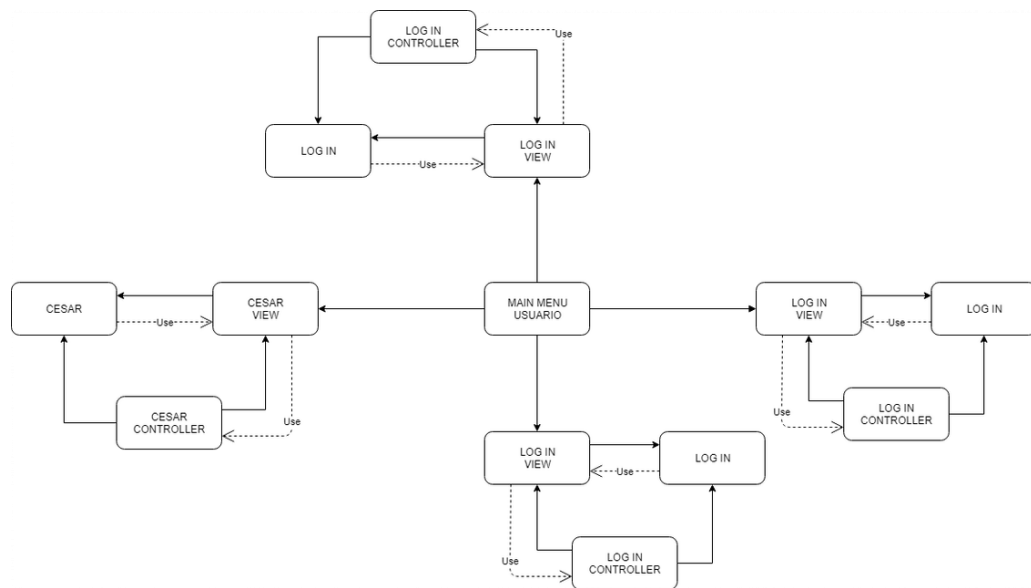 LOG IN
CONTROLLER
Use
LOG IN
Use
LOG IN
VIEW
CESAR
Use
CESAR
VIEW
MAIN MENU
USUARIO
LOG IN
VIEW
Use
LOG IN
CESAR
CONTROLLER
Use
Use
LOG IN
CONTROLLER
LOG IN
VIEW
Use
LOG IN
Use
LOG IN
CONTROLLER